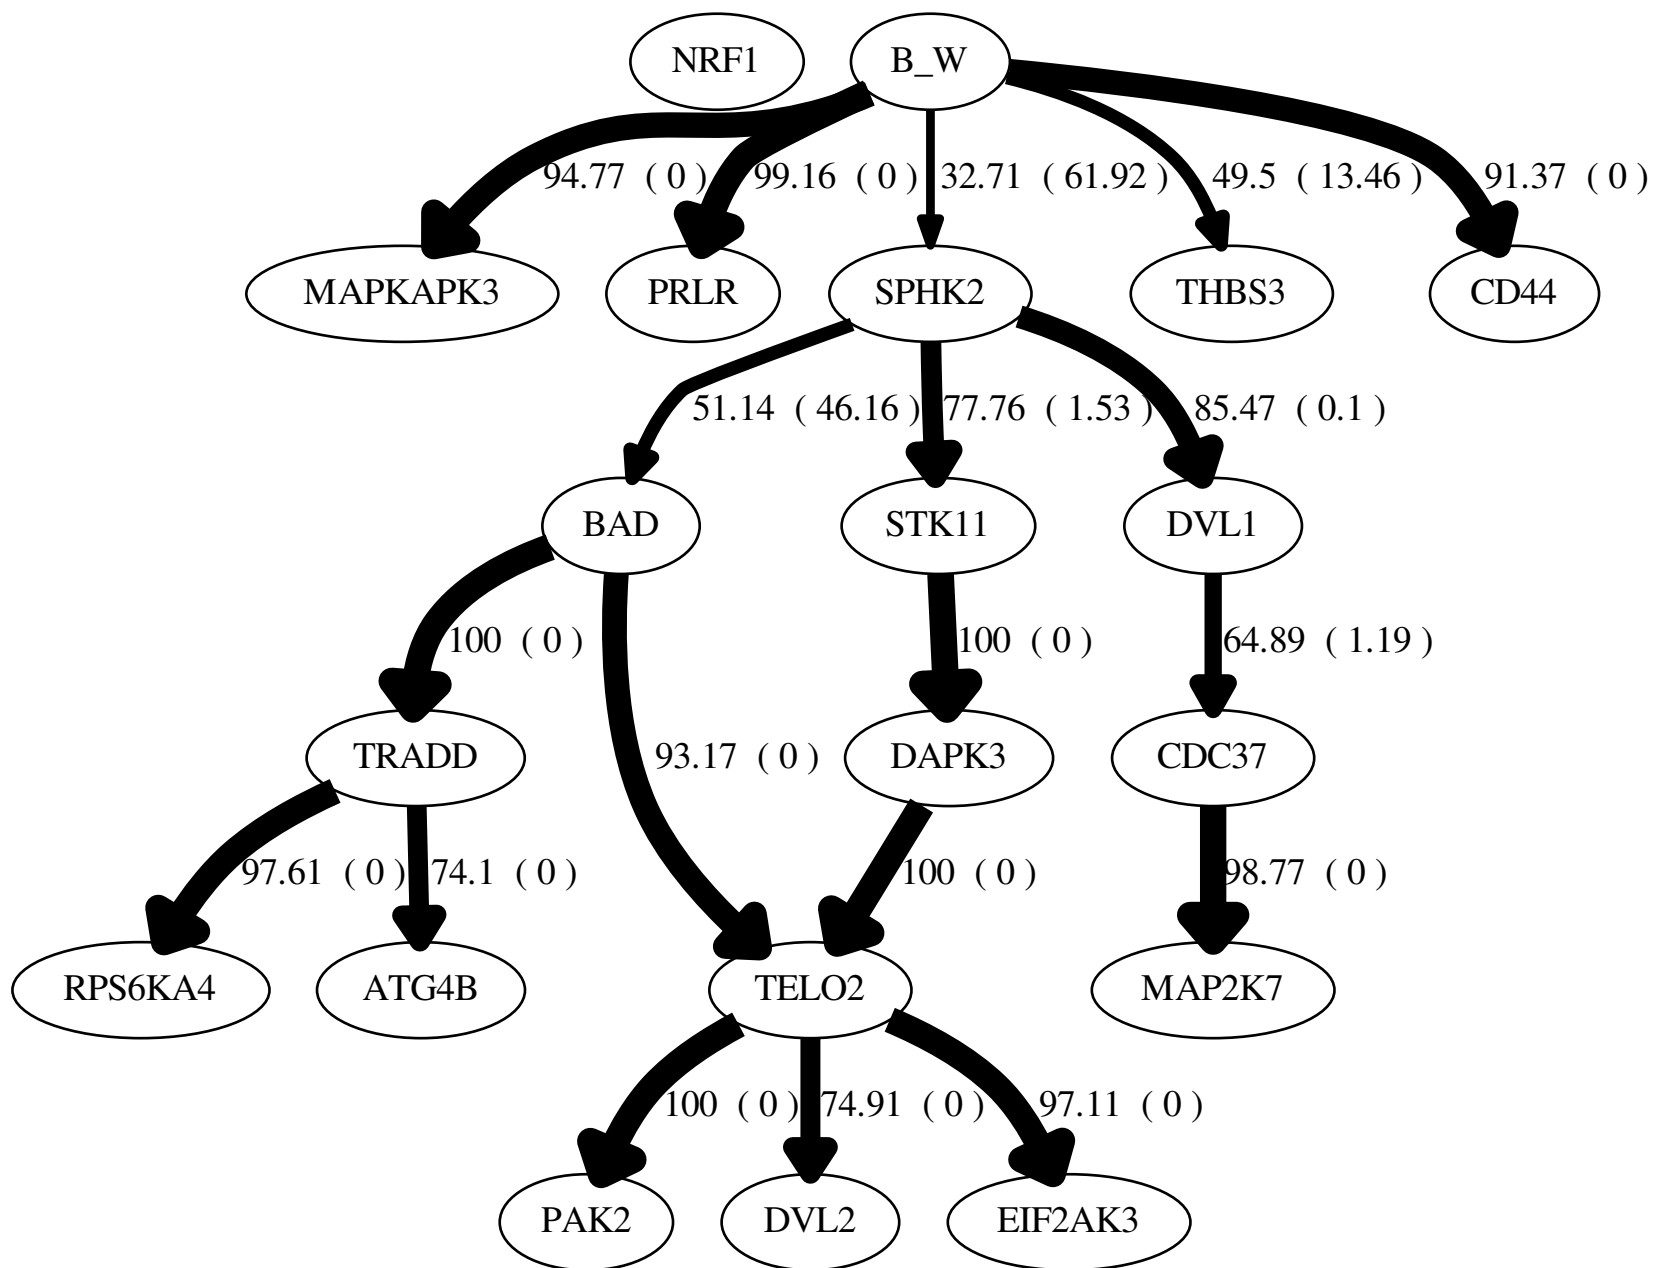 NRF1 B_W
94.77 ( 0 ) 99.16 ( 0 ) 32.71 ( 61.92 ) 49.5 ( 13.46 ) 91.37 ( 0 )
MAPKAPK3 PRLR SPHK2 THBS3 CD44
51.14 ( 46.16 ) 77.76 ( 1.53 ) 85.47 ( 0.1 )
BAD STK11 DVL1
100 ( 0 ) 100 ( 0 ) 64.89 ( 1.19 )
TRADD 93.17 ( 0 ) DAPK3 CDC37
97.61 ( 0 ) 74.1 ( 0 ) 100 ( 0 ) 98.77 ( 0 )
RPS6KA4 ATG4B TELO2 MAP2K7
100 ( 0 ) 74.91 ( 0 ) 97.11 ( 0 )
PAK2 DVL2 EIF2AK3